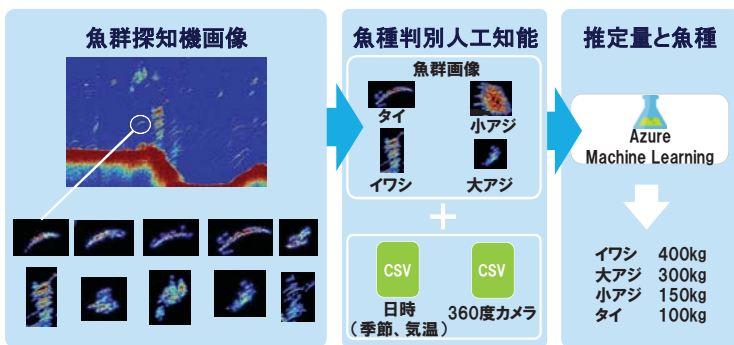 魚群探知機画像
魚種判別人工知能
魚群画像
タイ
小アジ
イワシ
大アジ
+
CSV
日時
(季節、気温)
CSV
360度カメラ
推定量と魚種
Azure
Machine Learning
イワシ 400kg
大アジ 300kg
小アジ 150kg
タイ 100kg